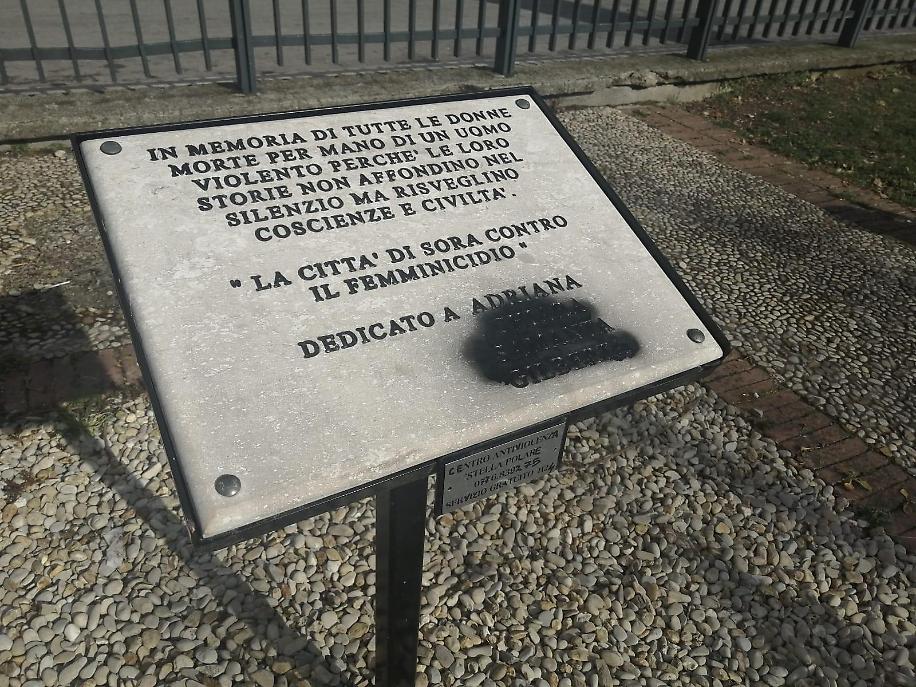 IN MEMORIA DI TUTTE LE DONNE
MORTE PER MANO DI UN UOMO
VIOLENTO PERCHE' LE LORO
STORIE NON AFFONDINO NEL
SILENZIO MA RISVEGLINO
COSCIENZE E CIVILTA'.
" LA CITTA' DI SORA CONTRO
IL FEMMINICIDIO "
DEDICATO A ADRIANA
CENTRO ANTIVIOLENZA
"STELLA POLARE"
SERVIZIO GRATUITO